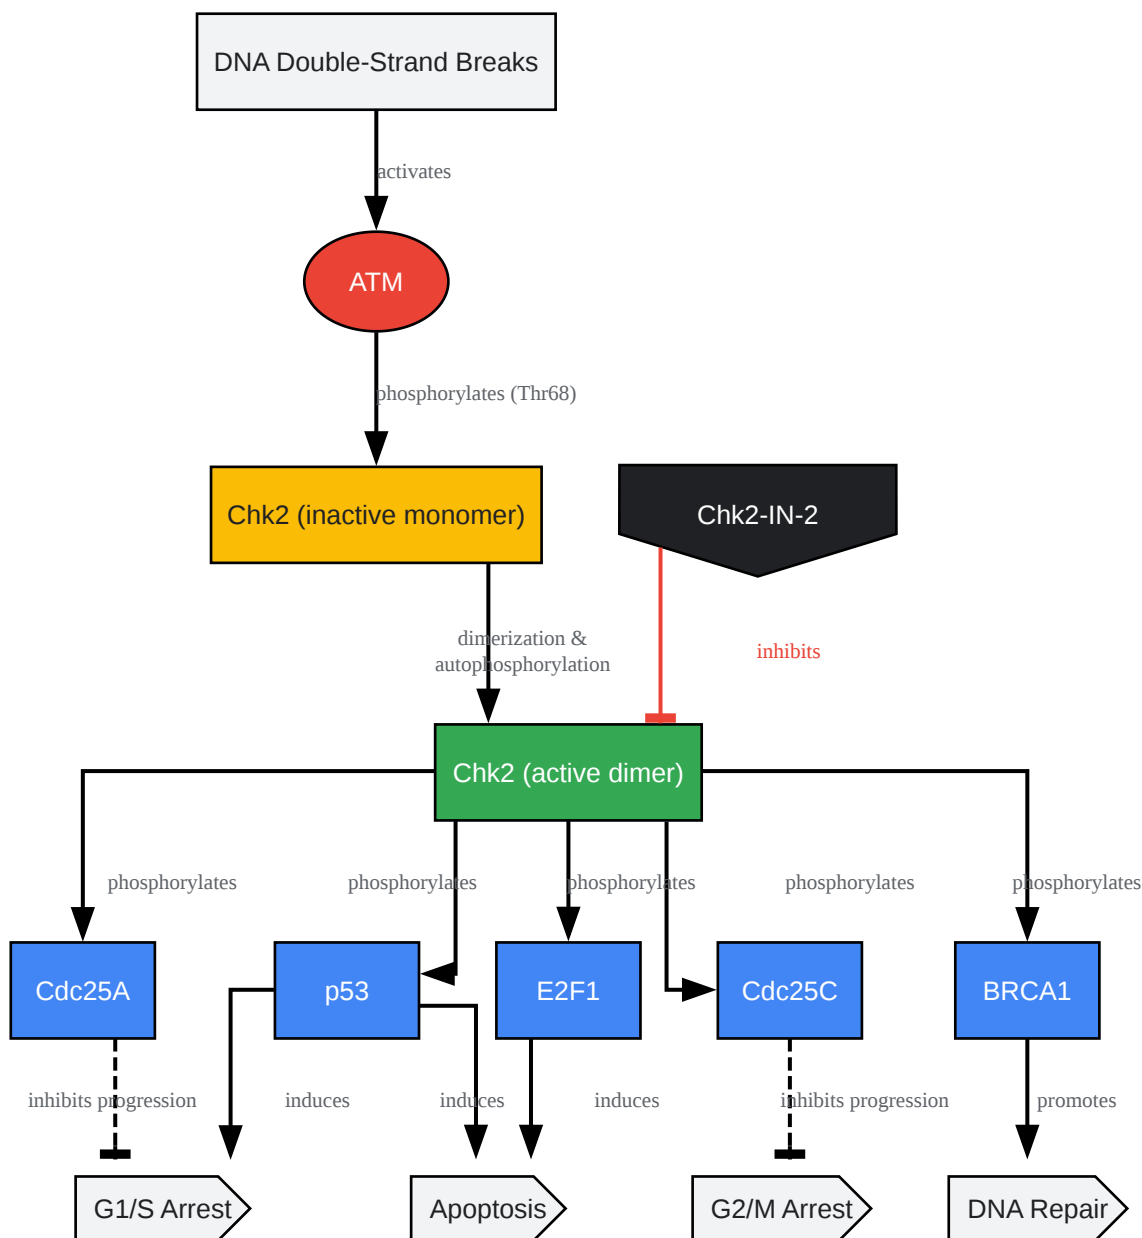 DNA Double-Strand Breaks
activates
ATM
phosphorylates (Thr68)
Chk2 (inactive monomer)
Chk2-IN-2
dimerization &
autophosphorylation
inhibits
Chk2 (active dimer)
phosphorylates
phosphorylates
phosphorylates
phosphorylates
phosphorylates
Cdc25A
p53
E2F1
Cdc25C
BRCA1
inhibits progression
induces
induces
induces
inhibits progression
promotes
G1/S Arrest
Apoptosis
G2/M Arrest
DNA Repair